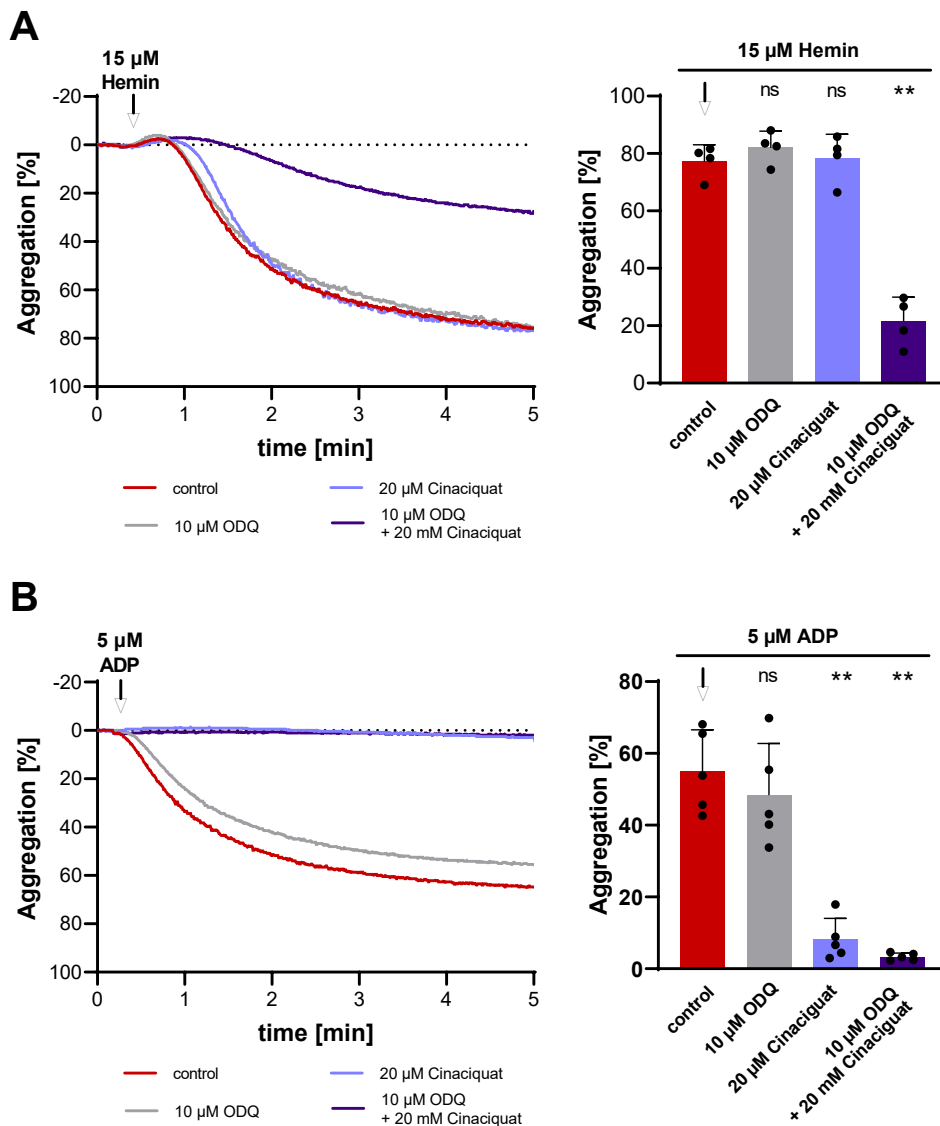 A
15 µM
Hemin
-20
0
20
40
60
80
100
Aggregation [%]
0
1
2
3
4
5
time [min]
control
10 µM ODQ
20 µM Cinaciquat
10 µM ODQ
+ 20 mM Cinaciquat
15 µM Hemin
ns
ns
**
100
80
60
40
20
0
Aggregation [%]
control
10 µM ODQ
20 µM Cinaciguat
10 µM ODQ
+ 20 mM Cinaciguat
B
5 µM
ADP
-20
0
20
40
60
80
100
Aggregation [%]
0
1
2
3
4
5
time [min]
control
10 µM ODQ
20 µM Cinaciquat
10 µM ODQ
+ 20 mM Cinaciquat
5 µM ADP
ns
**
**
80
60
40
20
0
Aggregation [%]
control
10 µM ODQ
20 µM Cinaciguat
10 µM ODQ
+ 20 mM Cinaciguat